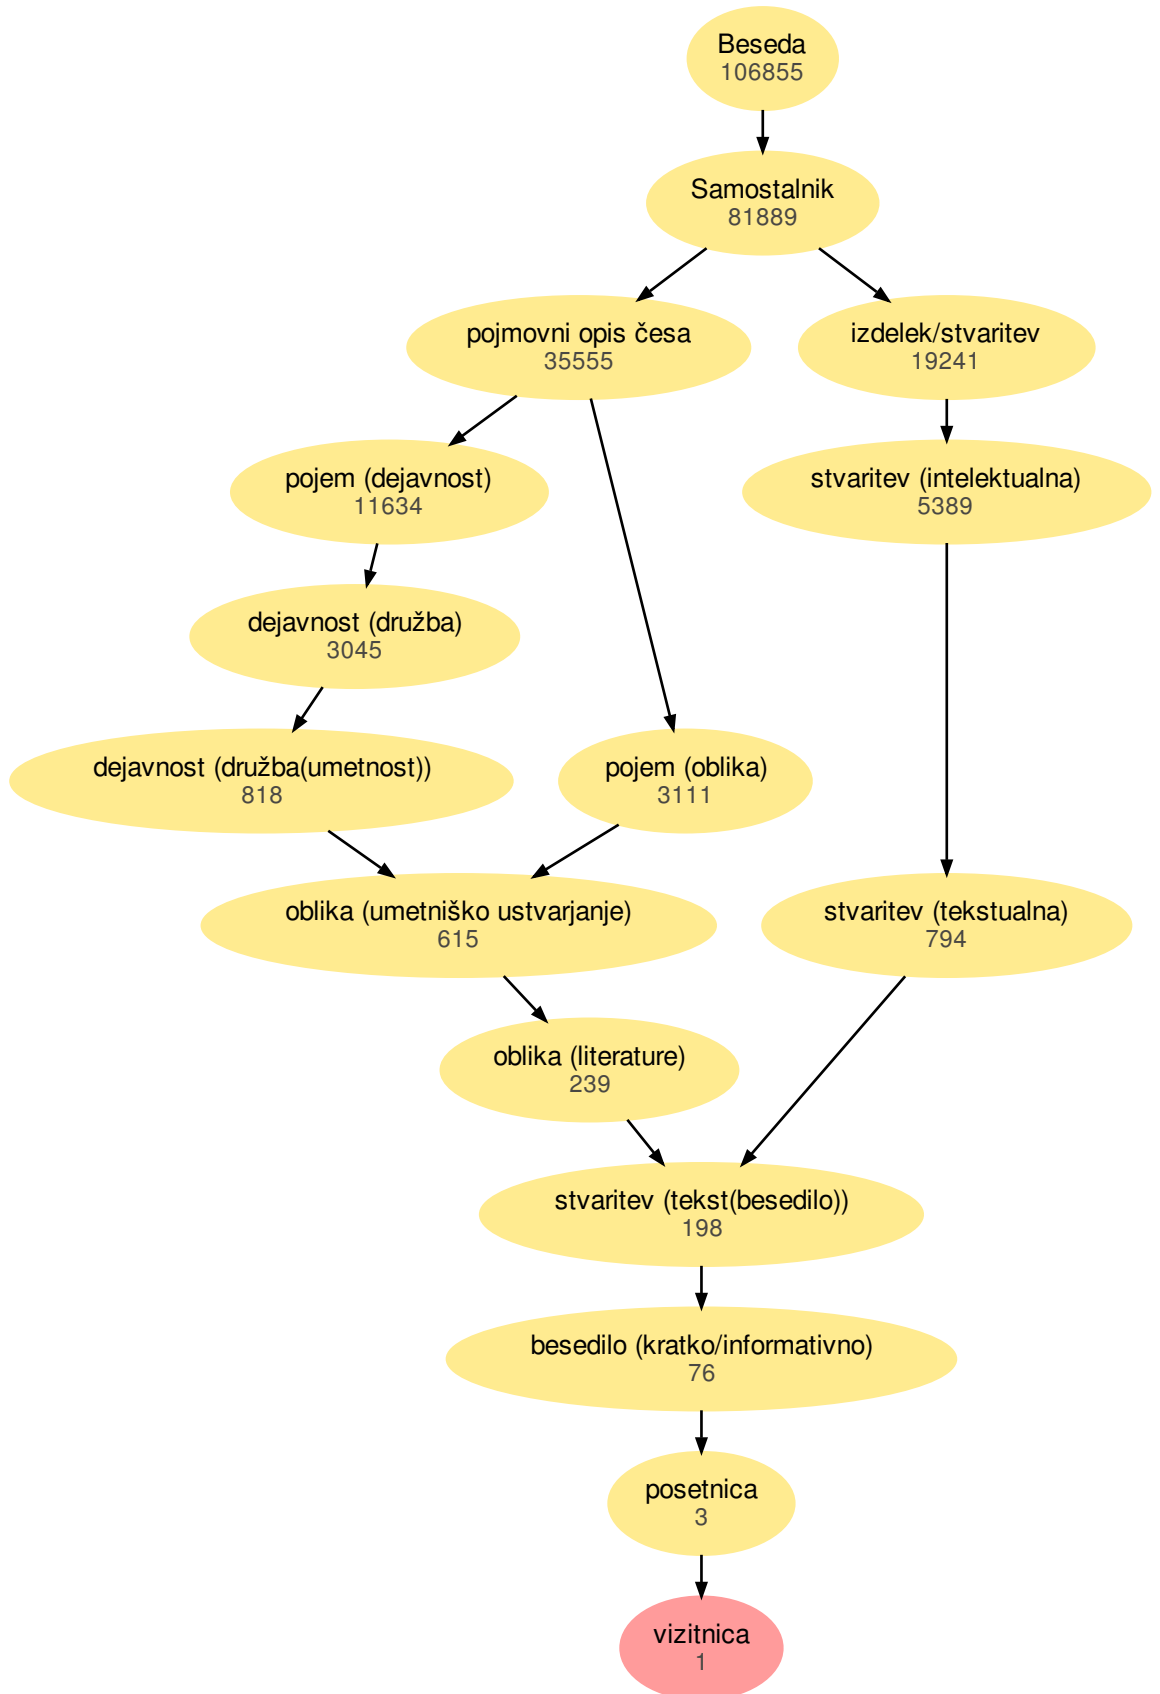 Beseda
106855
Samostalnik
81889
pojmovni opis česa
35555
izdelek/stvaritev
19241
pojem (dejavnost)
11634
stvaritev (intelektualna)
5389
dejavnost (družba)
3045
dejavnost (družba(umetnost))
818
pojem (oblika)
3111
oblika (umetniško ustvarjanje)
615
stvaritev (tekstualna)
794
oblika (literature)
239
stvaritev (tekst(besedilo))
198
besedilo (kratko/informativno)
76
posetnica
3
vizitnica
1